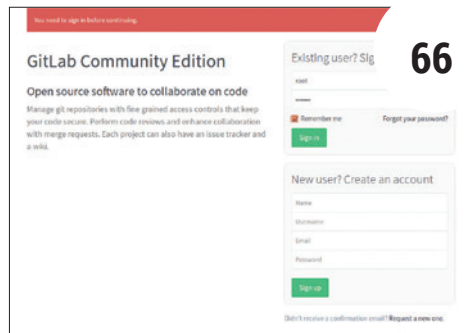 You need to sign in before continuing.
66
GitLab Community Edition
Open source software to collaborate on code
Manage git repositories with fine grained access controls that keep
your code secure. Perform code reviews and enhance collaboration
with merge requests. Each project can also have an issue tracker and
a wiki.
Existing user? Sig
root
Remember me Forgot your password?
Sign in
New user? Create an account
Name
Username
Email
Password
Sign up
Didn't receive a confirmation email? Request a new one.